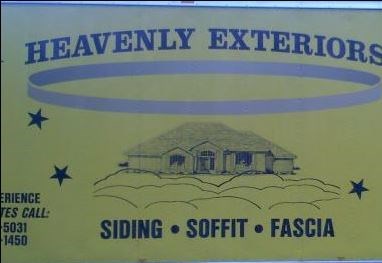 HEAVENLY EXTERIORS
ERIENCE
TES CALL:
-5031
-1450
SIDING • SOFFIT • FASCIA